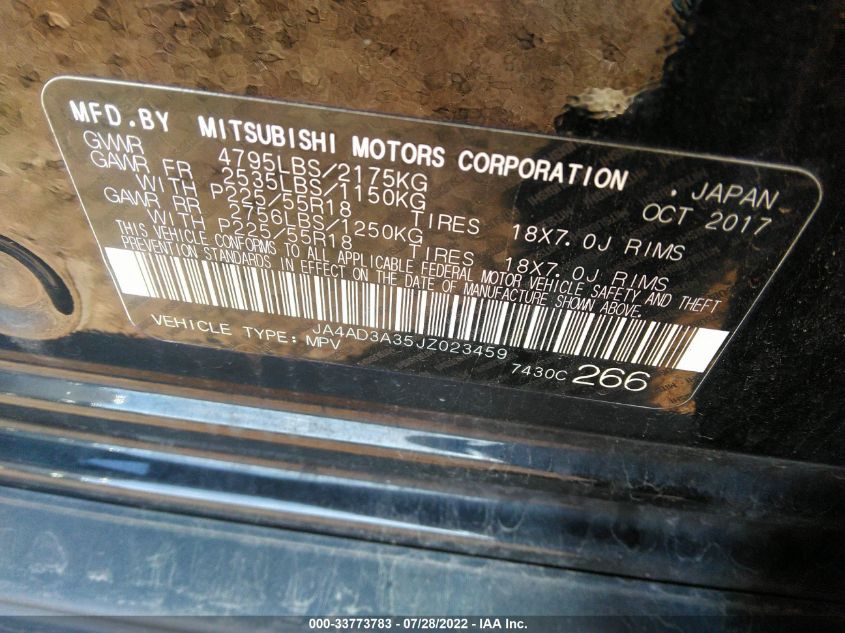 MFD.BY MITSUBISHI MOTORS CORPORATION , JAPAN
GVWR 4795LBS/2175KG OCT 2017
GAWR FR 2535LBS/1150KG
WITH P225/55R18 TIRES 18X7.0J RIMS
GAWR RR 2756LBS/1250KG
WITH P225/55R18 TIRES 18X7.0J RIMS
THIS VEHICLE CONFORMS TO ALL APPLICABLE FEDERAL MOTOR VEHICLE SAFETY AND THEFT
PREVENTION STANDARDS IN EFFECT ON THE DATE OF MANUFACTURE SHOWN ABOVE.
JA4AD3A35JZ023459
VEHICLE TYPE: MPV 7430C 266
000-33773783 - 07/28/2022 - IAA Inc.